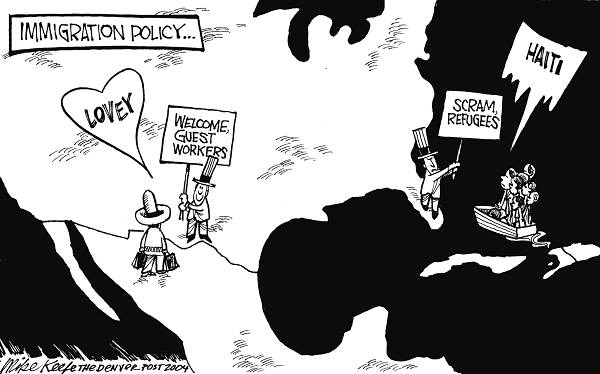 IMMIGRATION POLICY...
LOVEY
WELCOME,
GUEST
WORKERS
SCRAM,
REFUGEES
HAITI
Mike Keefe THE DENVER POST 2004